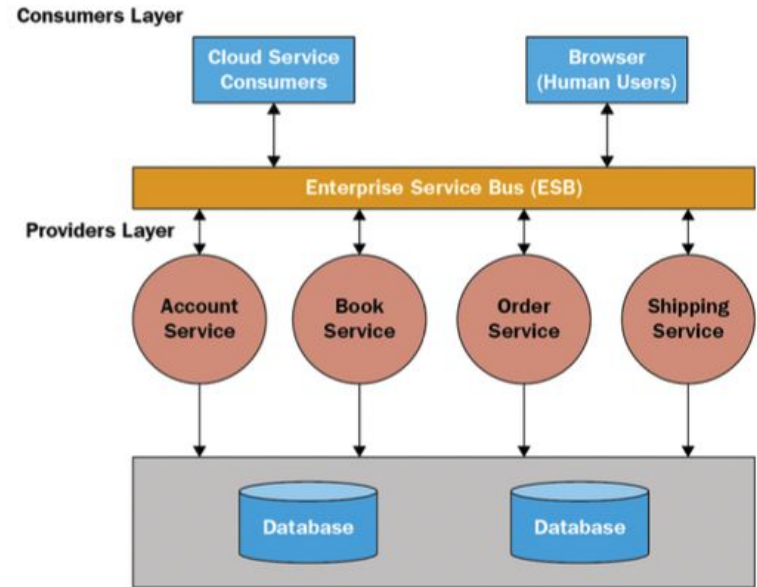 Consumers Layer
Cloud Service
Consumers
Browser
(Human Users)
Enterprise Service Bus (ESB)
Providers Layer
Account
Service
Book
Service
Order
Service
Shipping
Service
Database
Database